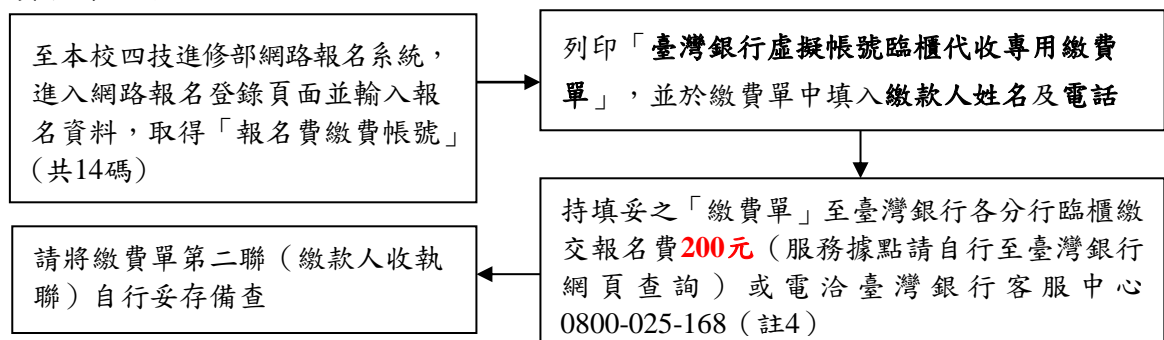 至本校四技進修部網路報名系統，
進入網路報名登錄頁面並輸入報
名資料，取得「報名費繳費帳號」
（共14碼）
列印「臺灣銀行虛擬帳號臨櫃代收專用繳費
單」，並於繳費單中填入繳款人姓名及電話
持填妥之「繳費單」至臺灣銀行各分行臨櫃繳
交報名費200元（服務據點請自行至臺灣銀行
網頁查詢）或電洽臺灣銀行客服中心
0800-025-168（註4）
請將繳費單第二聯（繳款人收執
聯）自行妥存備查